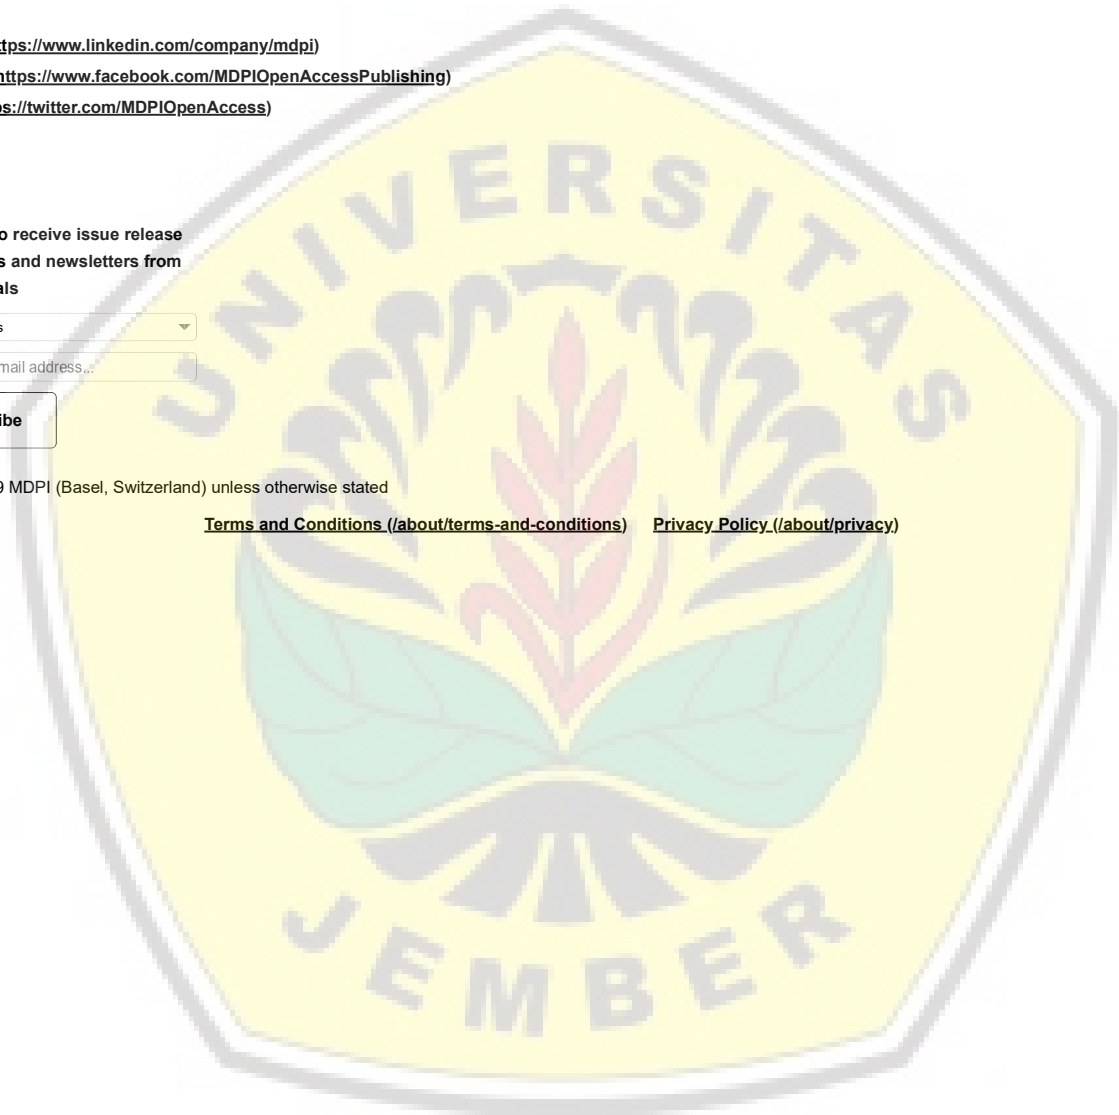 ttps://www.linkedin.com/company/mdpi)
https://www.facebook.com/MDPIOpenAccessPublishing)
ps://twitter.com/MDPIOpenAccess)
UNIVERSITAS
o receive issue release
s and newsletters from
als
s
mail address...
ibe
9 MDPI (Basel, Switzerland) unless otherwise stated
Terms and Conditions (/about/terms-and-conditions) Privacy Policy (/about/privacy)
JEMBER